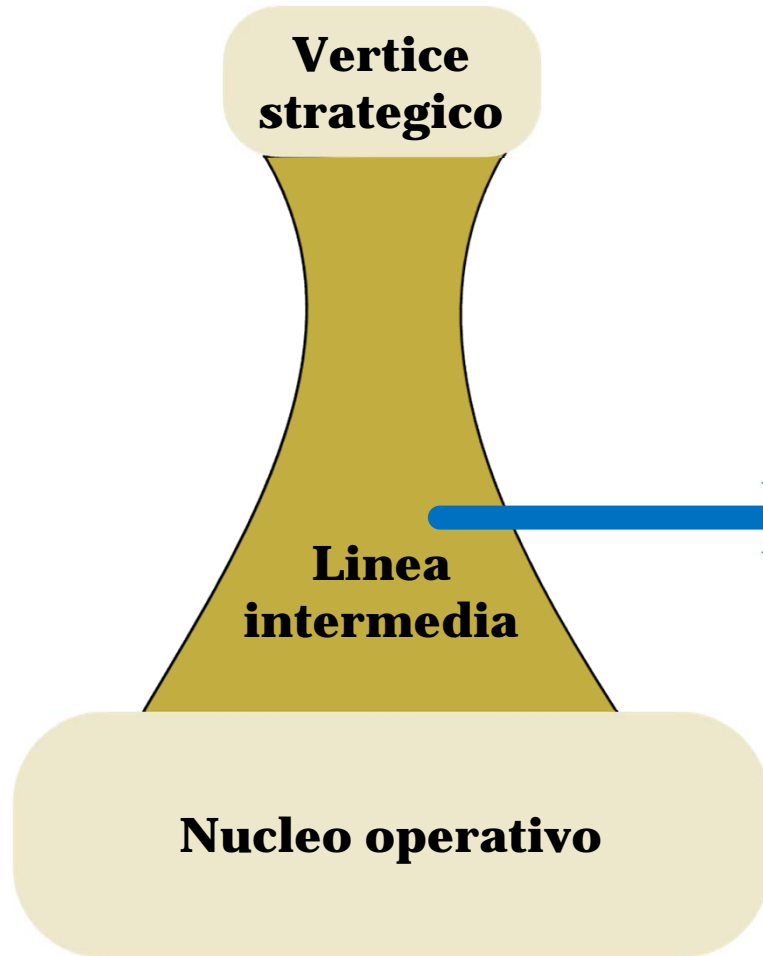 Vertice
strategico
Linea
intermedia
Nucleo operativo